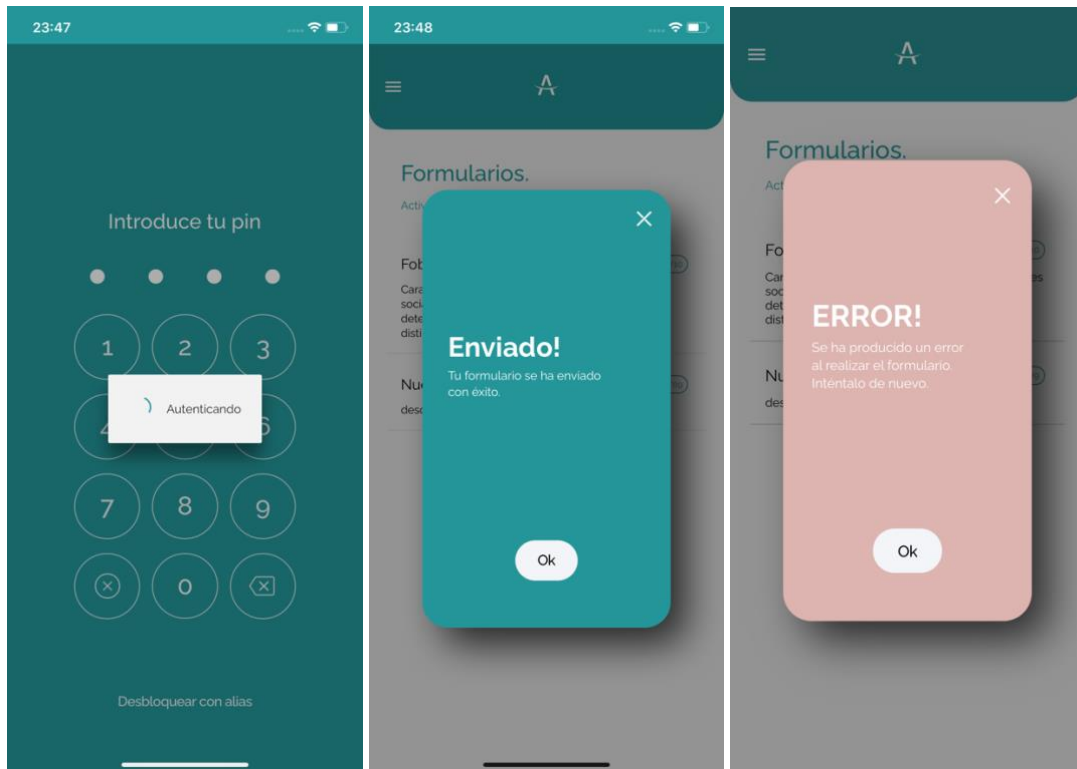 23:47
Introduce tu pin
1 2 3
Autenticando
4 6
7 8 9
0
Desbloquear con alias
23:48
Formularios.
Enviado!
Tu formulario se ha enviado
con éxito.
Ok
Formularios.
ERROR!
Se ha producido un error
al realizar el formulario.
Inténtalo de nuevo.
Ok